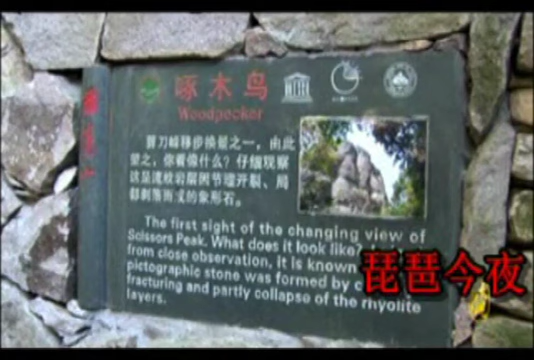 啄木鸟
Woodpecker
剪刀峰移步换景之一，由此
望之，你看像什么？仔细观察
这是流纹岩层因节理开裂、局
部剥落而成的象形石。
The first sight of the changing view of
Scissors Peak. What does it look like?
from close observation, it is known
pictographic stone was formed by
fracturing and partly collapse of the rhyolite
layers.
琵琶今夜